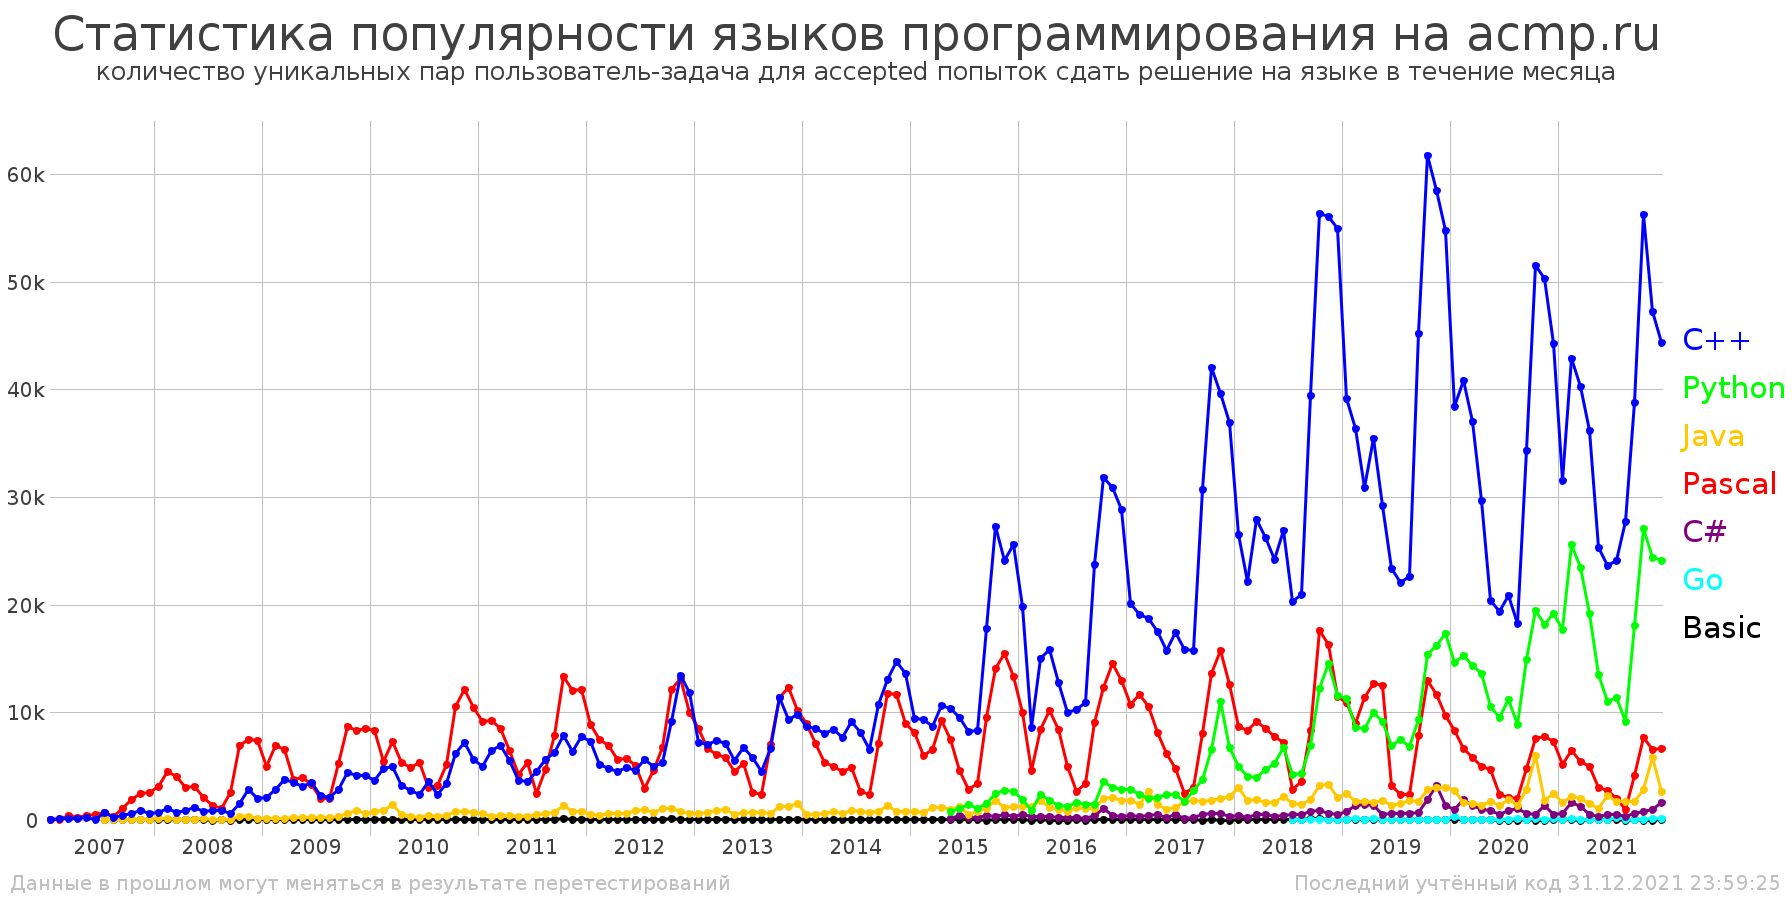 Статистика популярности языков программирования на acmp.ru
количество уникальных пар пользователь-задача для accepted попыток сдать решение на языке в течение месяца
60k
50k
40k
30k
20k
10k
0
C++
Python
Java
Pascal
C#
Go
Basic
2007 2008 2009 2010 2011 2012 2013 2014 2015 2016 2017 2018 2019 2020 2021
Данные в прошлом могут меняться в результате перетестирований
Последний учтённый код 31.12.2021 23:59:25